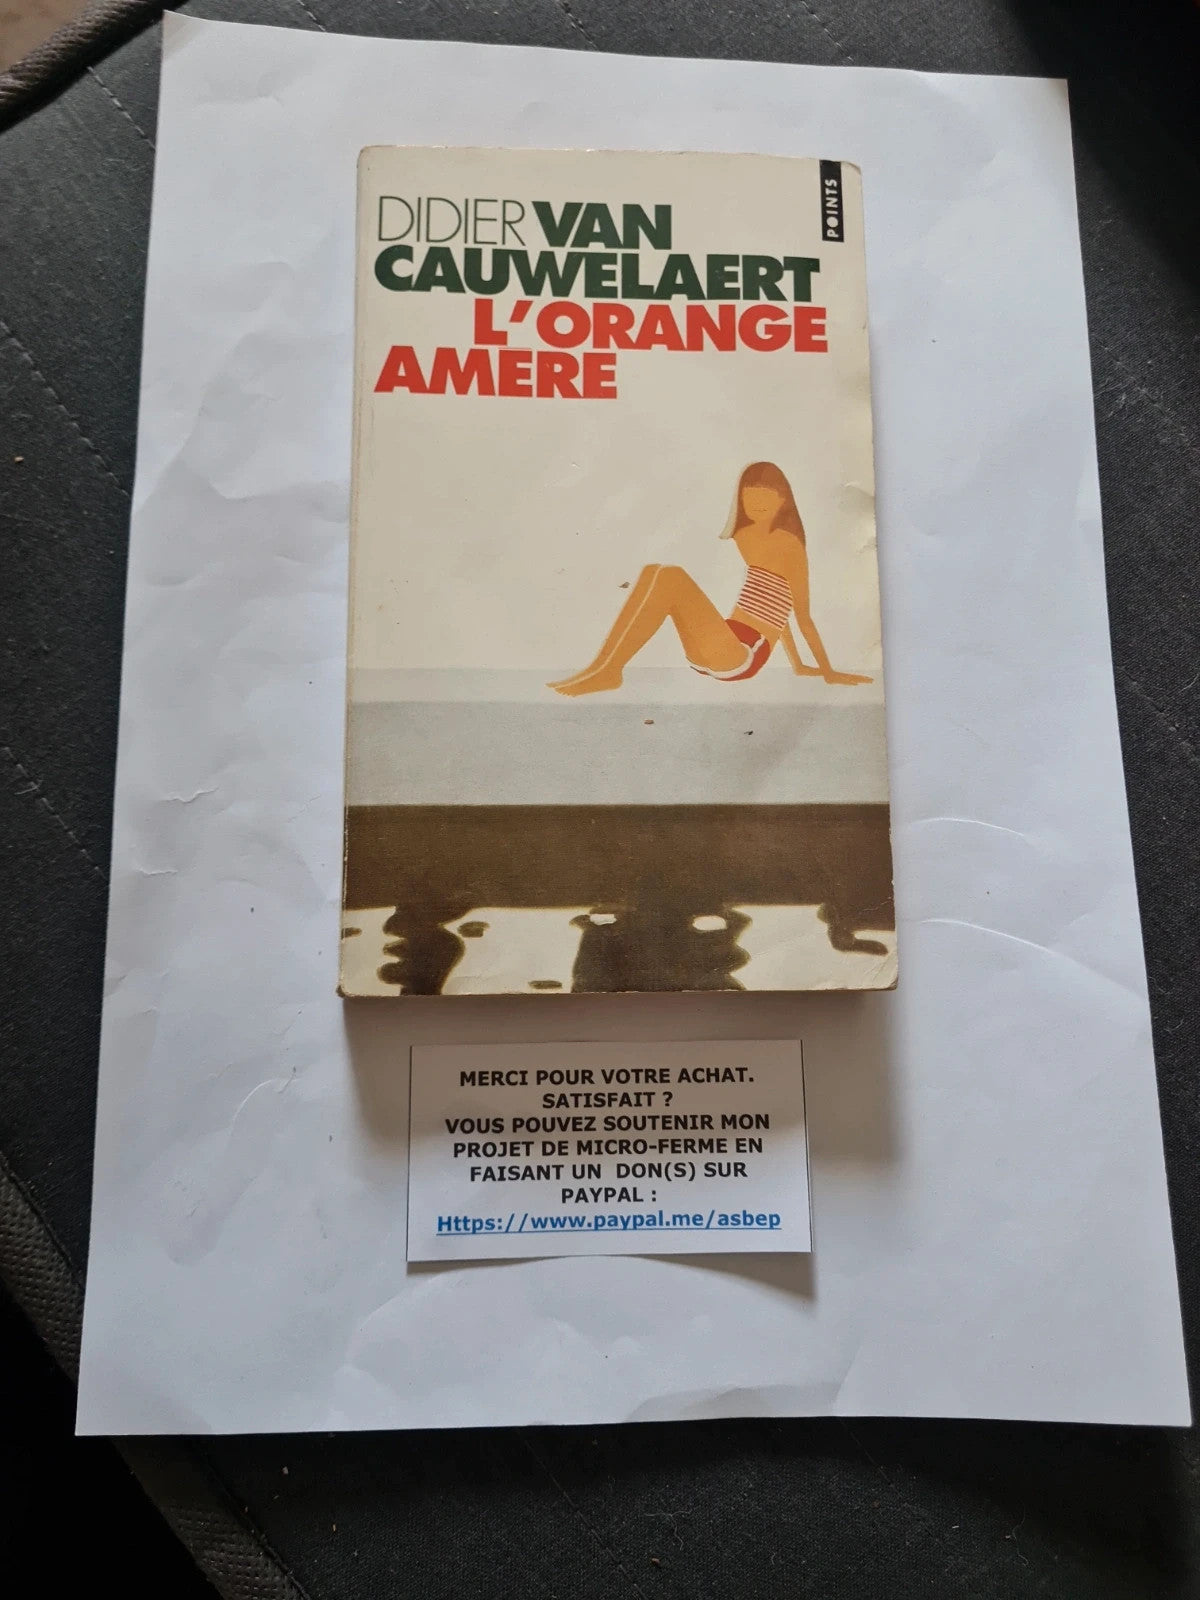 DIDIER VAN
CAUWELAERT
L'ORANGE
AMERE
POINTS
MERCI POUR VOTRE ACHAT.
SATISFAIT ?
VOUS POUVEZ SOUTENIR MON
PROJET DE MICRO-FERME EN
FAISANT UN DON(S) SUR
PAYPAL :
Https://www.paypal.me/asbep